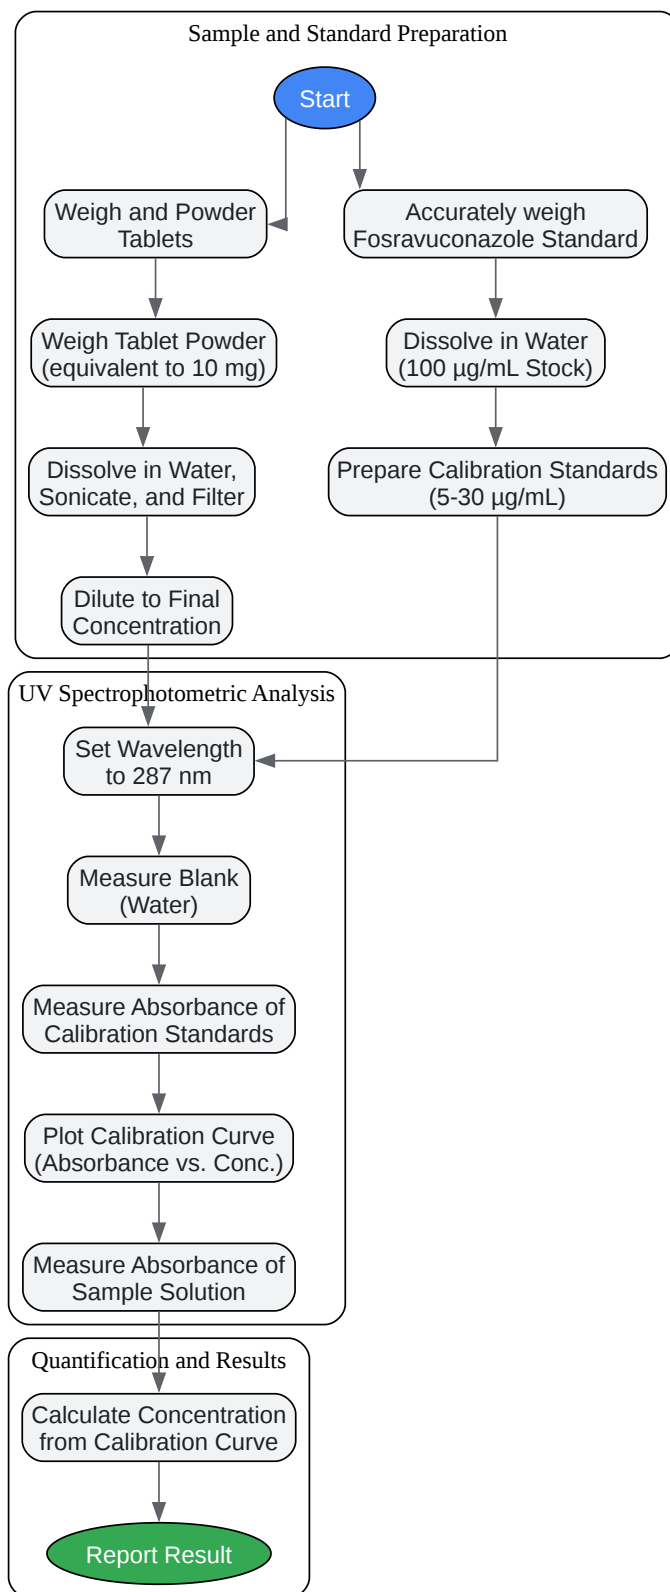 Sample and Standard Preparation
Start
Weigh and Powder
Tablets
Accurately weigh
Fosravuconazole Standard
Weigh Tablet Powder
(equivalent to 10 mg)
Dissolve in Water
(100 µg/mL Stock)
Dissolve in Water,
Sonicate, and Filter
Prepare Calibration Standards
(5-30 µg/mL)
Dilute to Final
Concentration
UV Spectrophotometric Analysis
Set Wavelength
to 287 nm
Measure Blank
(Water)
Measure Absorbance of
Calibration Standards
Plot Calibration Curve
(Absorbance vs. Conc.)
Measure Absorbance of
Sample Solution
Quantification and Results
Calculate Concentration
from Calibration Curve
Report Result